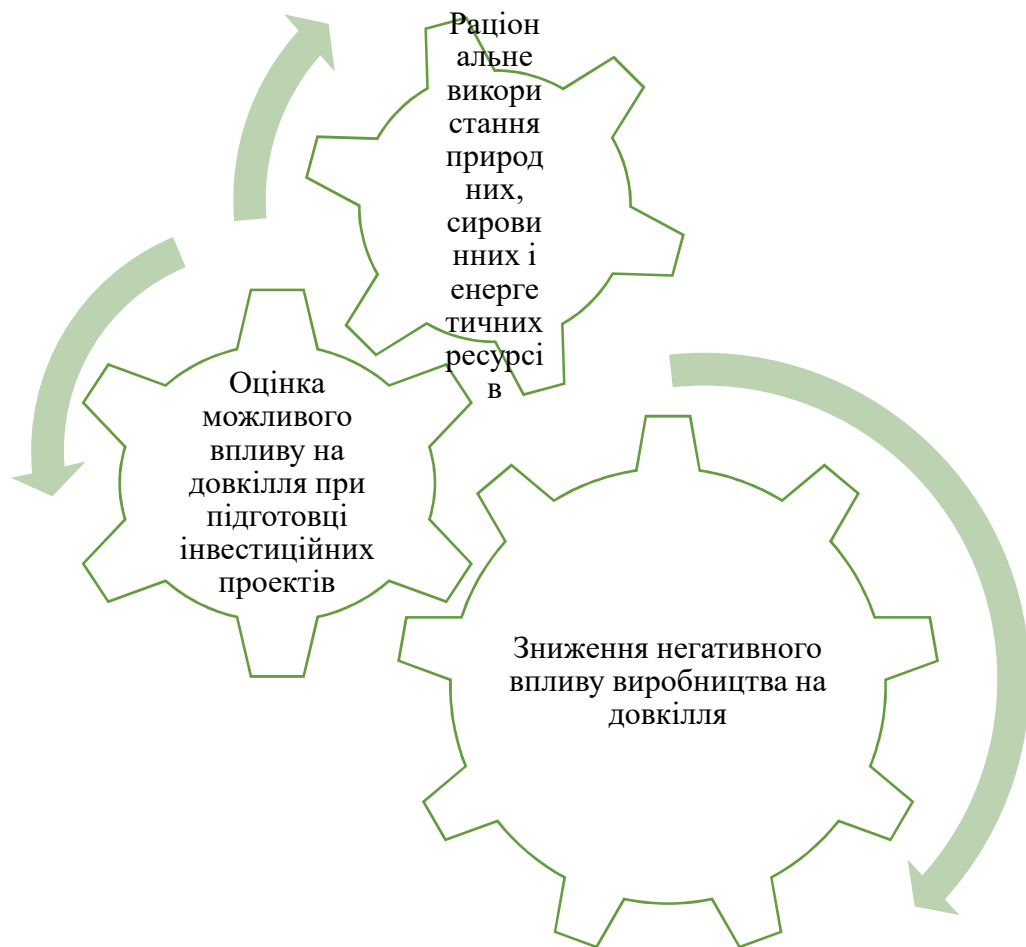 Раціон
альне
викори
стання
природ
них,
сирови
нних і
енерге
тичних
ресурсі
в
Оцінка
можливого
впливу на
довкілля при
підготовці
інвестиційних
проектів
Зниження негативного
впливу виробництва на
довкілля